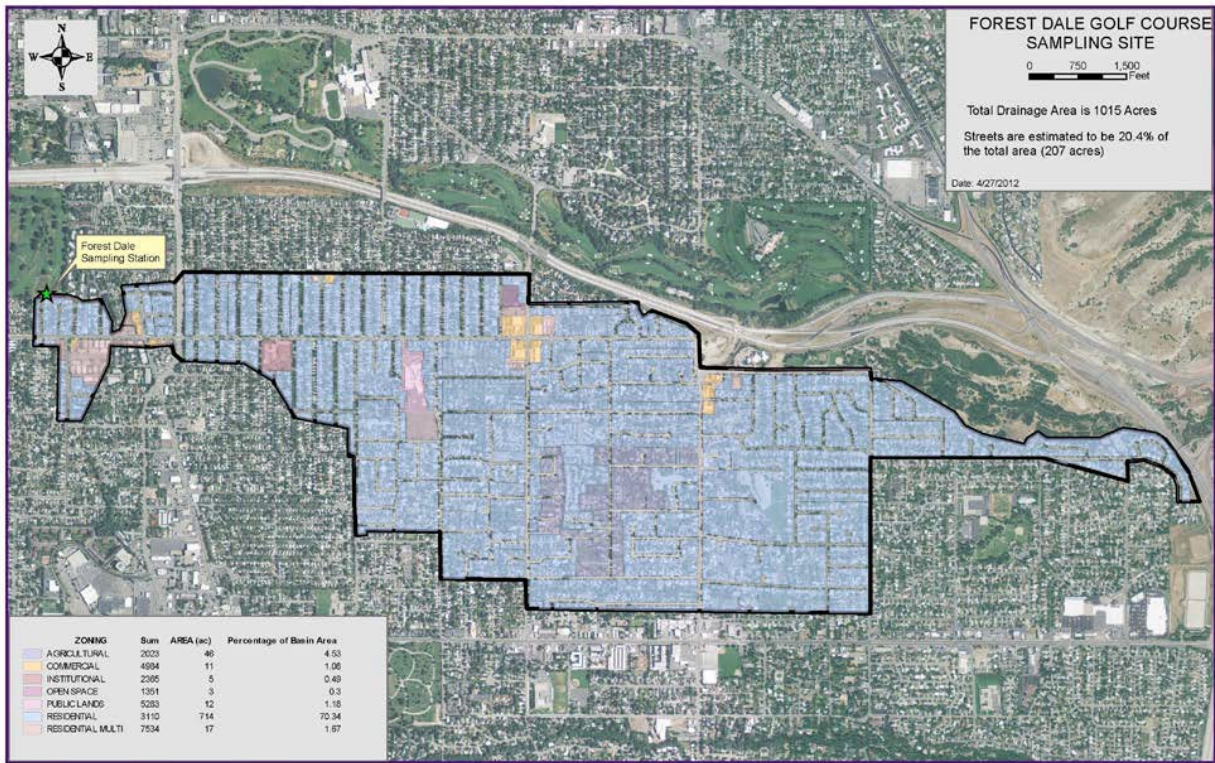 N
W E
S
FOREST DALE GOLF COURSE
SAMPLING SITE
0 750 1,500
Feet
Total Drainage Area is 1015 Acres
Streets are estimated to be 20.4% of
the total area (207 acres)
Date: 4/27/2012
Forest Dale
Sampling Station
ZONING Sum AREA (ac) Percentage of Basin Area
AGRICULTURAL 2023 46 4.53
COMMERCIAL 4984 11 1.08
INSTITUTIONAL 2365 5 0.49
OPEN SPACE 1351 3 0.3
PUBLIC LANDS 5283 12 1.18
RESIDENTIAL 3110 714 70.34
RESIDENTIAL MULTI 7534 17 1.67